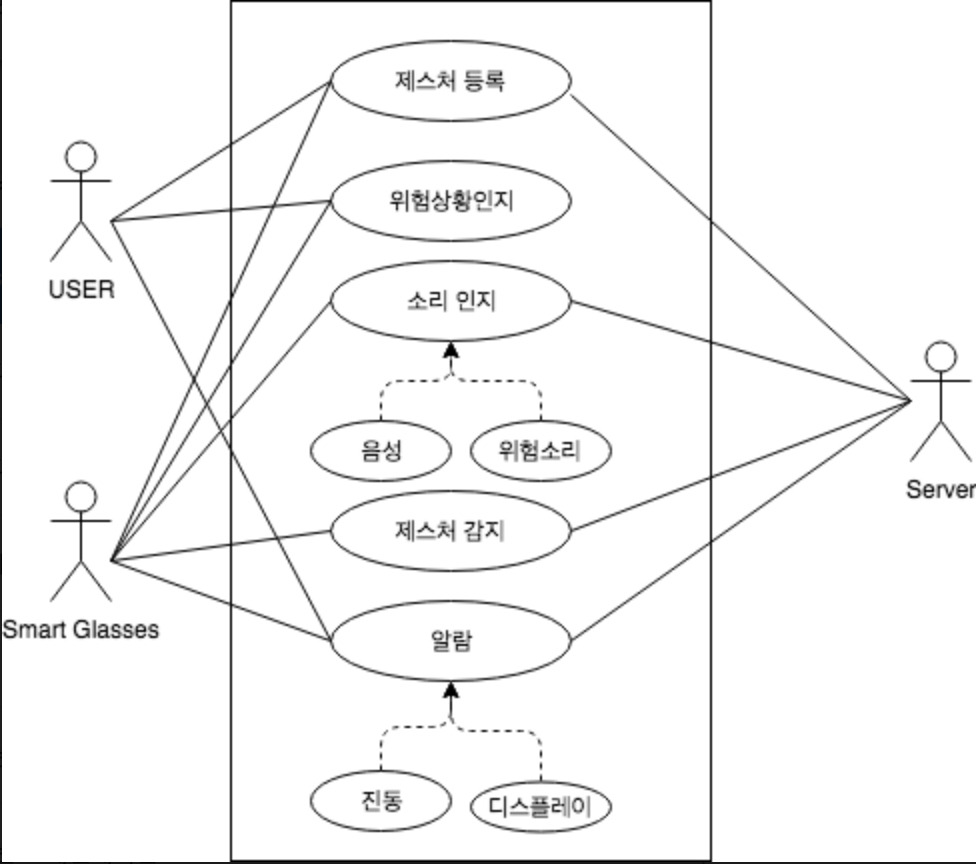 제스처 등록
위험상황인지
USER
소리 인지
음성
위험소리
Server
제스처 감지
Smart Glasses
알람
진동
디스플레이